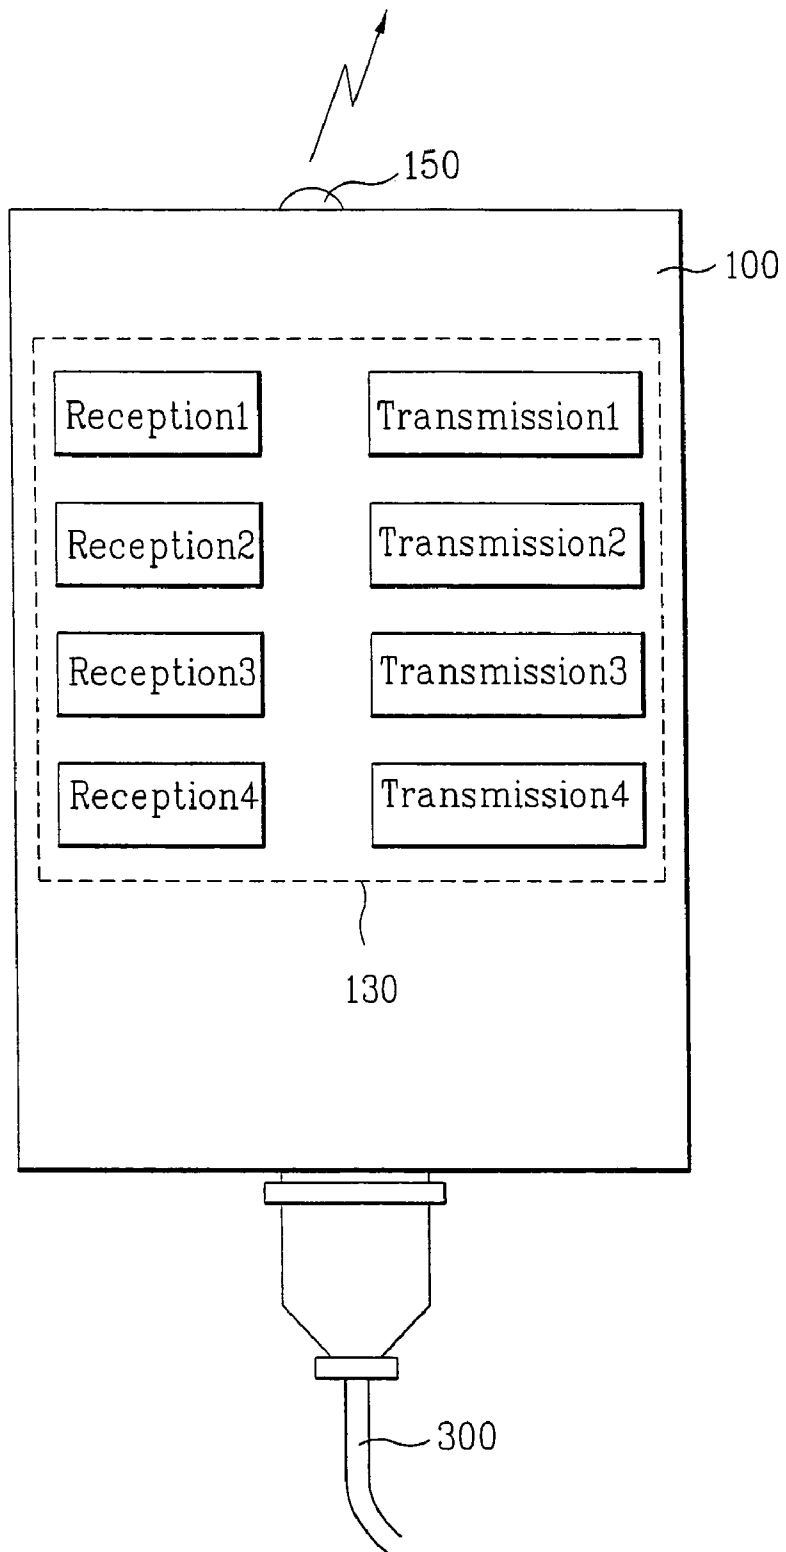 150
100
Reception1 Transmission1
Reception2 Transmission2
Reception3 Transmission3
Reception4 Transmission4
130
300